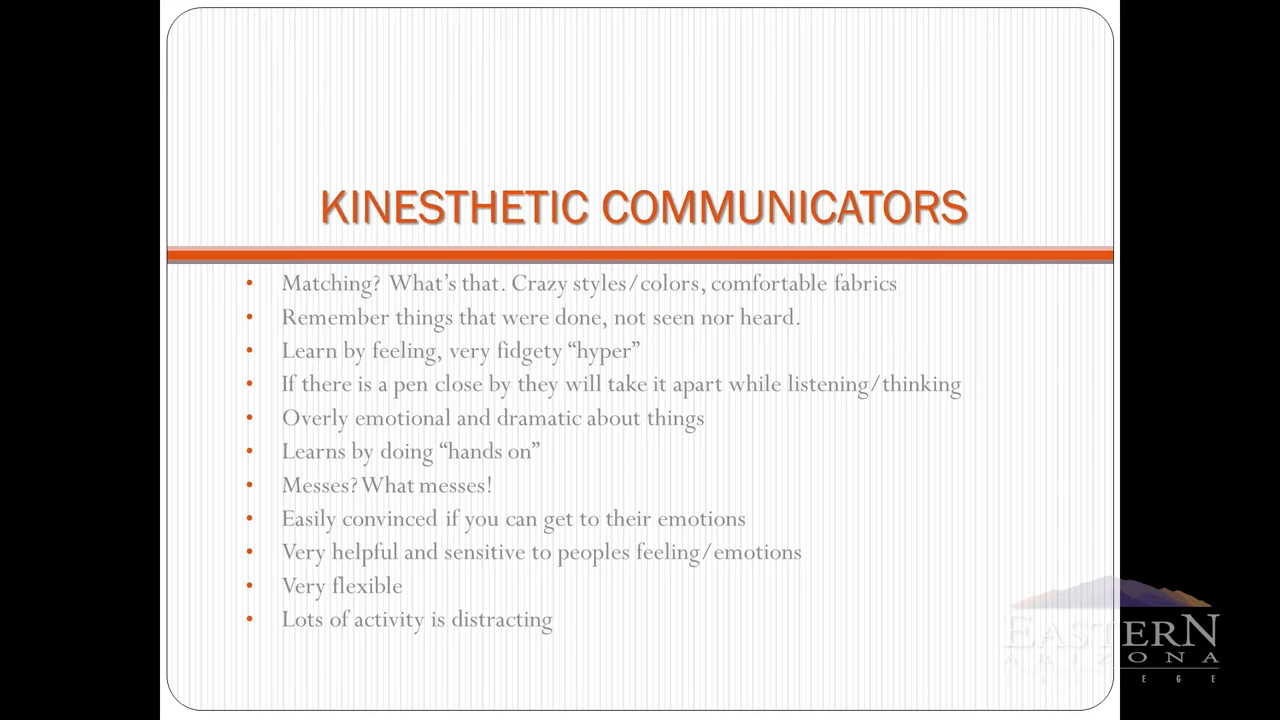 KINESTHETIC COMMUNICATORS
• Matching? What’s that. Crazy styles/colors, comfortable fabrics
• Remember things that were done, not seen nor heard.
• Learn by feeling, very fidgety “hyper”
• If there is a pen close by they will take it apart while listening/thinking
• Overly emotional and dramatic about things
• Learns by doing “hands on”
• Messes? What messes!
• Easily convinced if you can get to their emotions
• Very helpful and sensitive to peoples feeling/emotions
• Very flexible
• Lots of activity is distracting
EASTERN
ARIZONA